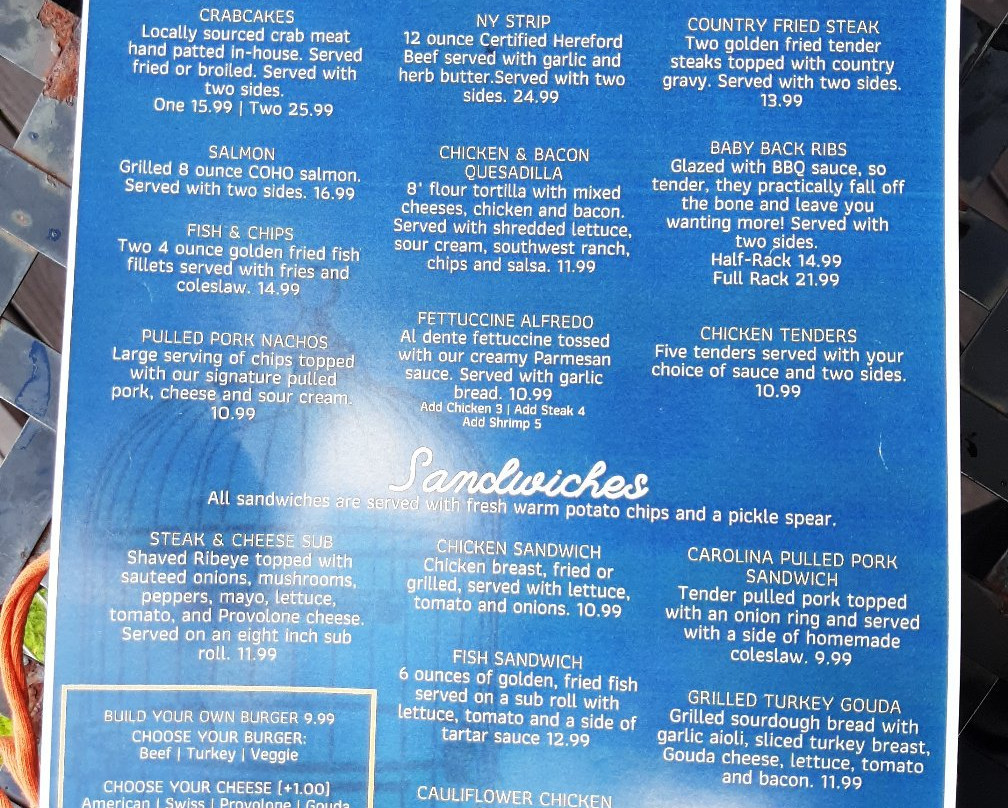 CRABCAKES
Locally sourced crab meat
hand patted in-house. Served
fried or broiled. Served with
two sides.
One 15.99 | Two 25.99
SALMON
Grilled 8 ounce COHO salmon.
Served with two sides. 16.99
FISH & CHIPS
Two 4 ounce golden fried fish
fillets served with fries and
coleslaw. 14.99
PULLED PORK NACHOS
Large serving of chips topped
with our signature pulled
pork, cheese and sour cream.
10.99
NY STRIP
12 ounce Certified Hereford
Beef served with garlic and
herb butter.Served with two
sides. 24.99
CHICKEN & BACON
QUESADILLA
8' flour tortilla with mixed
cheeses, chicken and bacon.
Served with shredded lettuce,
sour cream, southwest ranch,
chips and salsa. 11.99
FETTUCCINE ALFREDO
Al dente fettuccine tossed
with our creamy Parmesan
sauce. Served with garlic
bread. 10.99
Add Chicken 3 | Add Steak 4
Add Shrimp 5
COUNTRY FRIED STEAK
Two golden fried tender
steaks topped with country
gravy. Served with two sides.
13.99
BABY BACK RIBS
Glazed with BBQ sauce, so
tender, they practically fall off
the bone and leave you
wanting more! Served with
two sides.
Half-Rack 14.99
Full Rack 21.99
CHICKEN TENDERS
Five tenders served with your
choice of sauce and two sides.
10.99
Sandwiches
All sandwiches are served with fresh warm potato chips and a pickle spear.
STEAK & CHEESE SUB
Shaved Ribeye topped with
sauteed onions, mushrooms,
peppers, mayo, lettuce,
tomato, and Provolone cheese.
Served on an eight inch sub
roll. 11.99
BUILD YOUR OWN BURGER 9.99
CHOOSE YOUR BURGER:
Beef | Turkey | Veggie
CHOOSE YOUR CHEESE [+1.00]
American | Swiss | Provolone | Gouda
CHICKEN SANDWICH
Chicken breast, fried or
grilled, served with lettuce,
tomato and onions. 10.99
FISH SANDWICH
6 ounces of golden, fried fish
served on a sub roll with
lettuce, tomato and a side of
tartar sauce 12.99
CAULIFLOWER CHICKEN
CAROLINA PULLED PORK
SANDWICH
Tender pulled pork topped
with an onion ring and served
with a side of homemade
coleslaw. 9.99
GRILLED TURKEY GOUDA
Grilled sourdough bread with
garlic aioli, sliced turkey breast,
Gouda cheese, lettuce, tomato
and bacon. 11.99